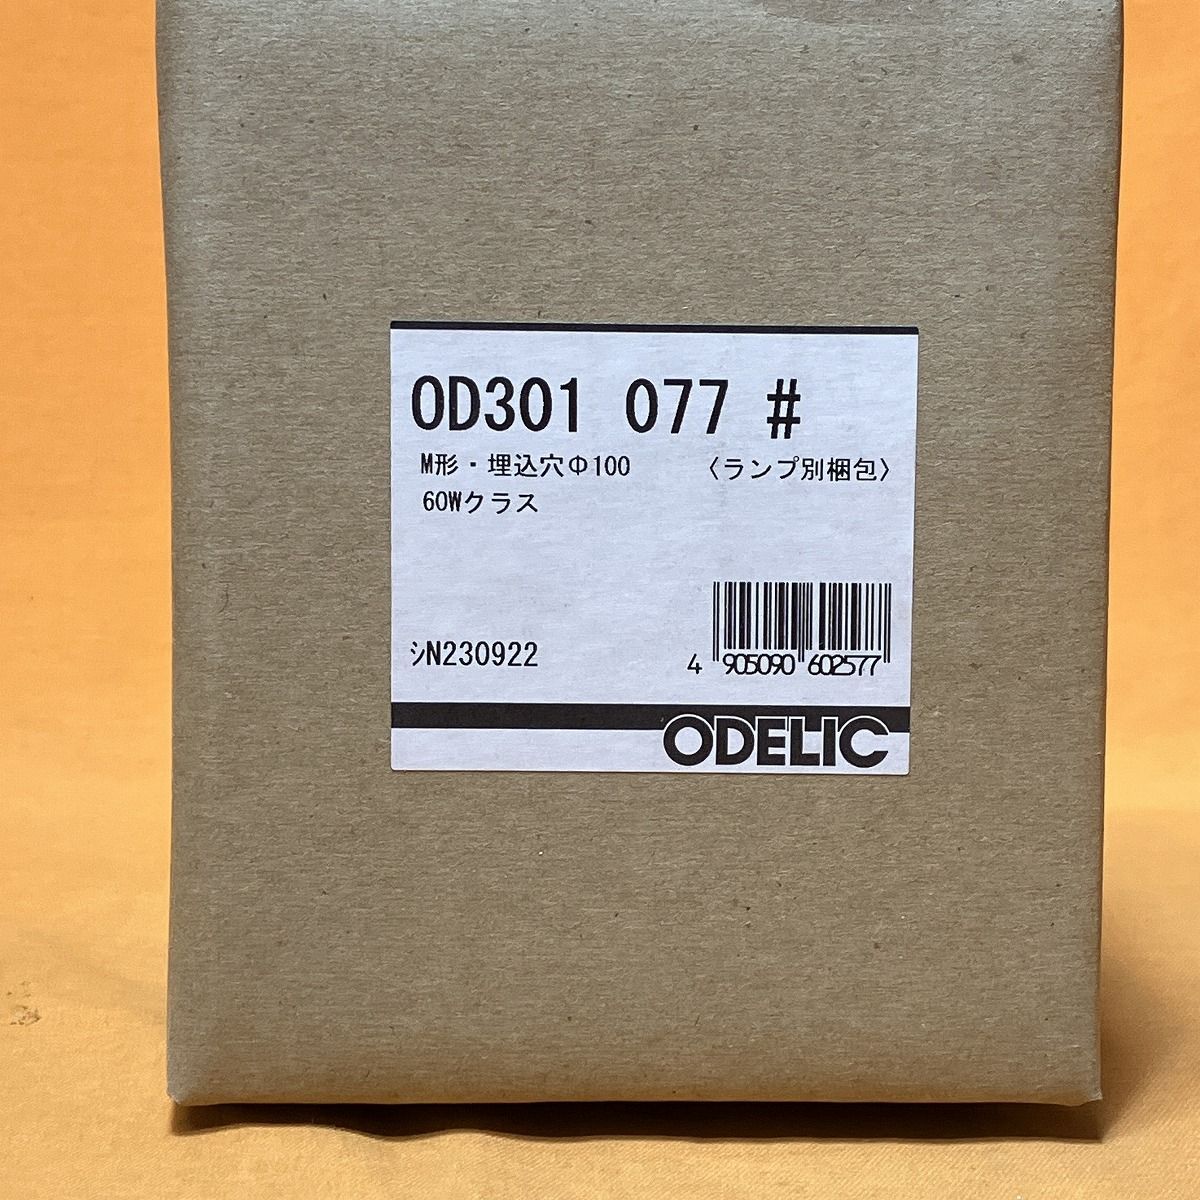 OD301 077 #
M形・埋込穴Φ100 〈ランプ別梱包〉
60Wクラス
ｼN230922
4 905090 602577
ODELIC